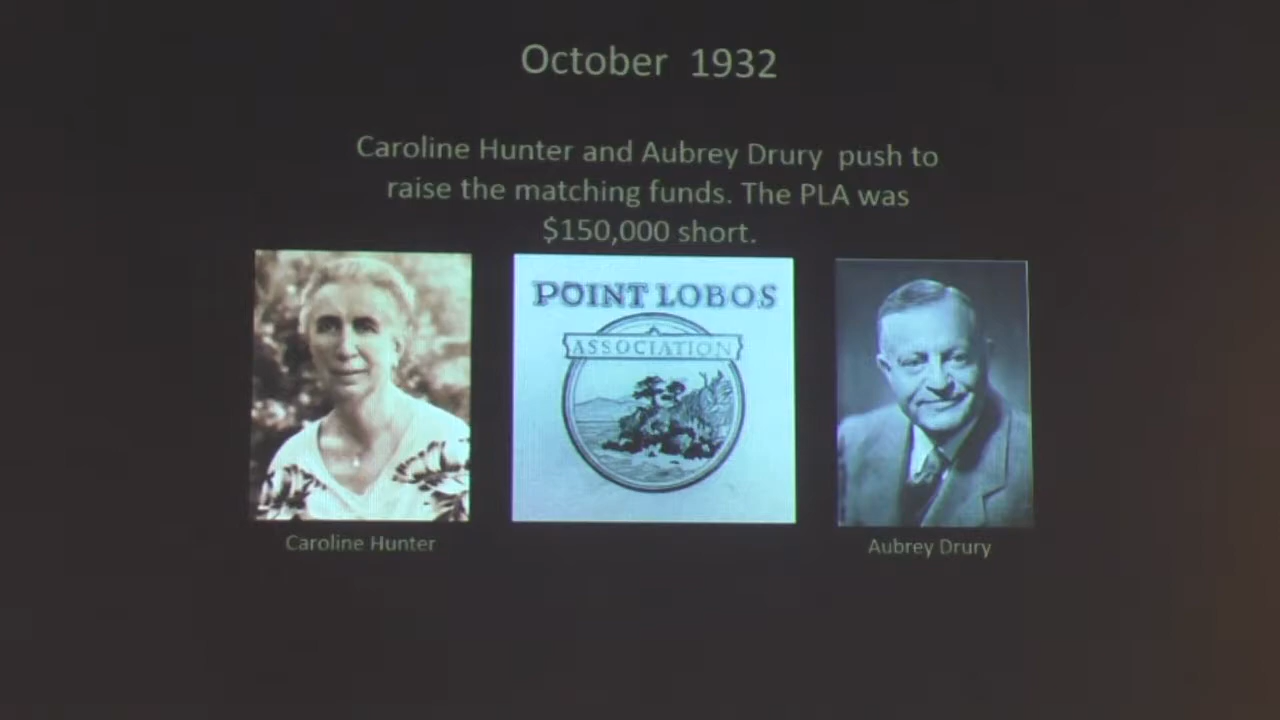 October 1932
Caroline Hunter and Aubrey Drury push to
raise the matching funds. The PLA was
$150,000 short.
POINT LOBOS
ASSOCIATION
Caroline Hunter
Aubrey Drury